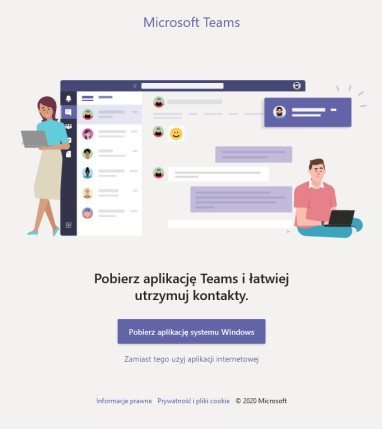 Microsoft Teams
Pobierz aplikację Teams i łatwiej
utrzymuj kontakty.
Pobierz aplikację systemu Windows
Zamiast tego użyj aplikacji internetowej
Informacje prawne Prywatność i pliki cookie © 2020 Microsoft